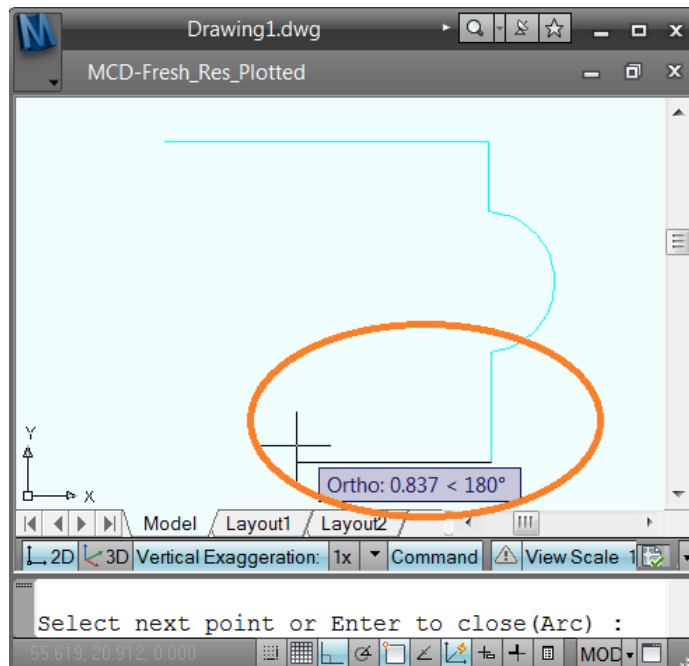 Drawing1.dwg
MCD-Fresh_Res_Plotted
Y
X
Ortho: 0.837 < 180°
Model Layout1 Layout2
2D 3D Vertical Exaggeration: 1x Command View Scale 1
Select next point or Enter to close(Arc) :
55.619, 20.912, 0.000 MOD